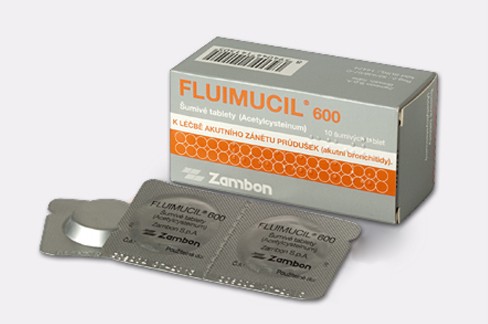 FLUIMUCIL® 600
Šumivé tablety (Acetylcysteinum) 10 šumivých tablet
K LÉČBĚ AKUTNÍHO ZÁNĚTU PRŮDUŠEK (akutní bronchitidy).
Zambon
FLUIMUCIL® 600
Šumivé tablety
(Acetylcysteinum)
Zambon S.p.A.
Zambon
FLUIMUCIL® 600
Šumivé tablety
(Acetylcysteinum)
Zambon S.p.A.
Zambon